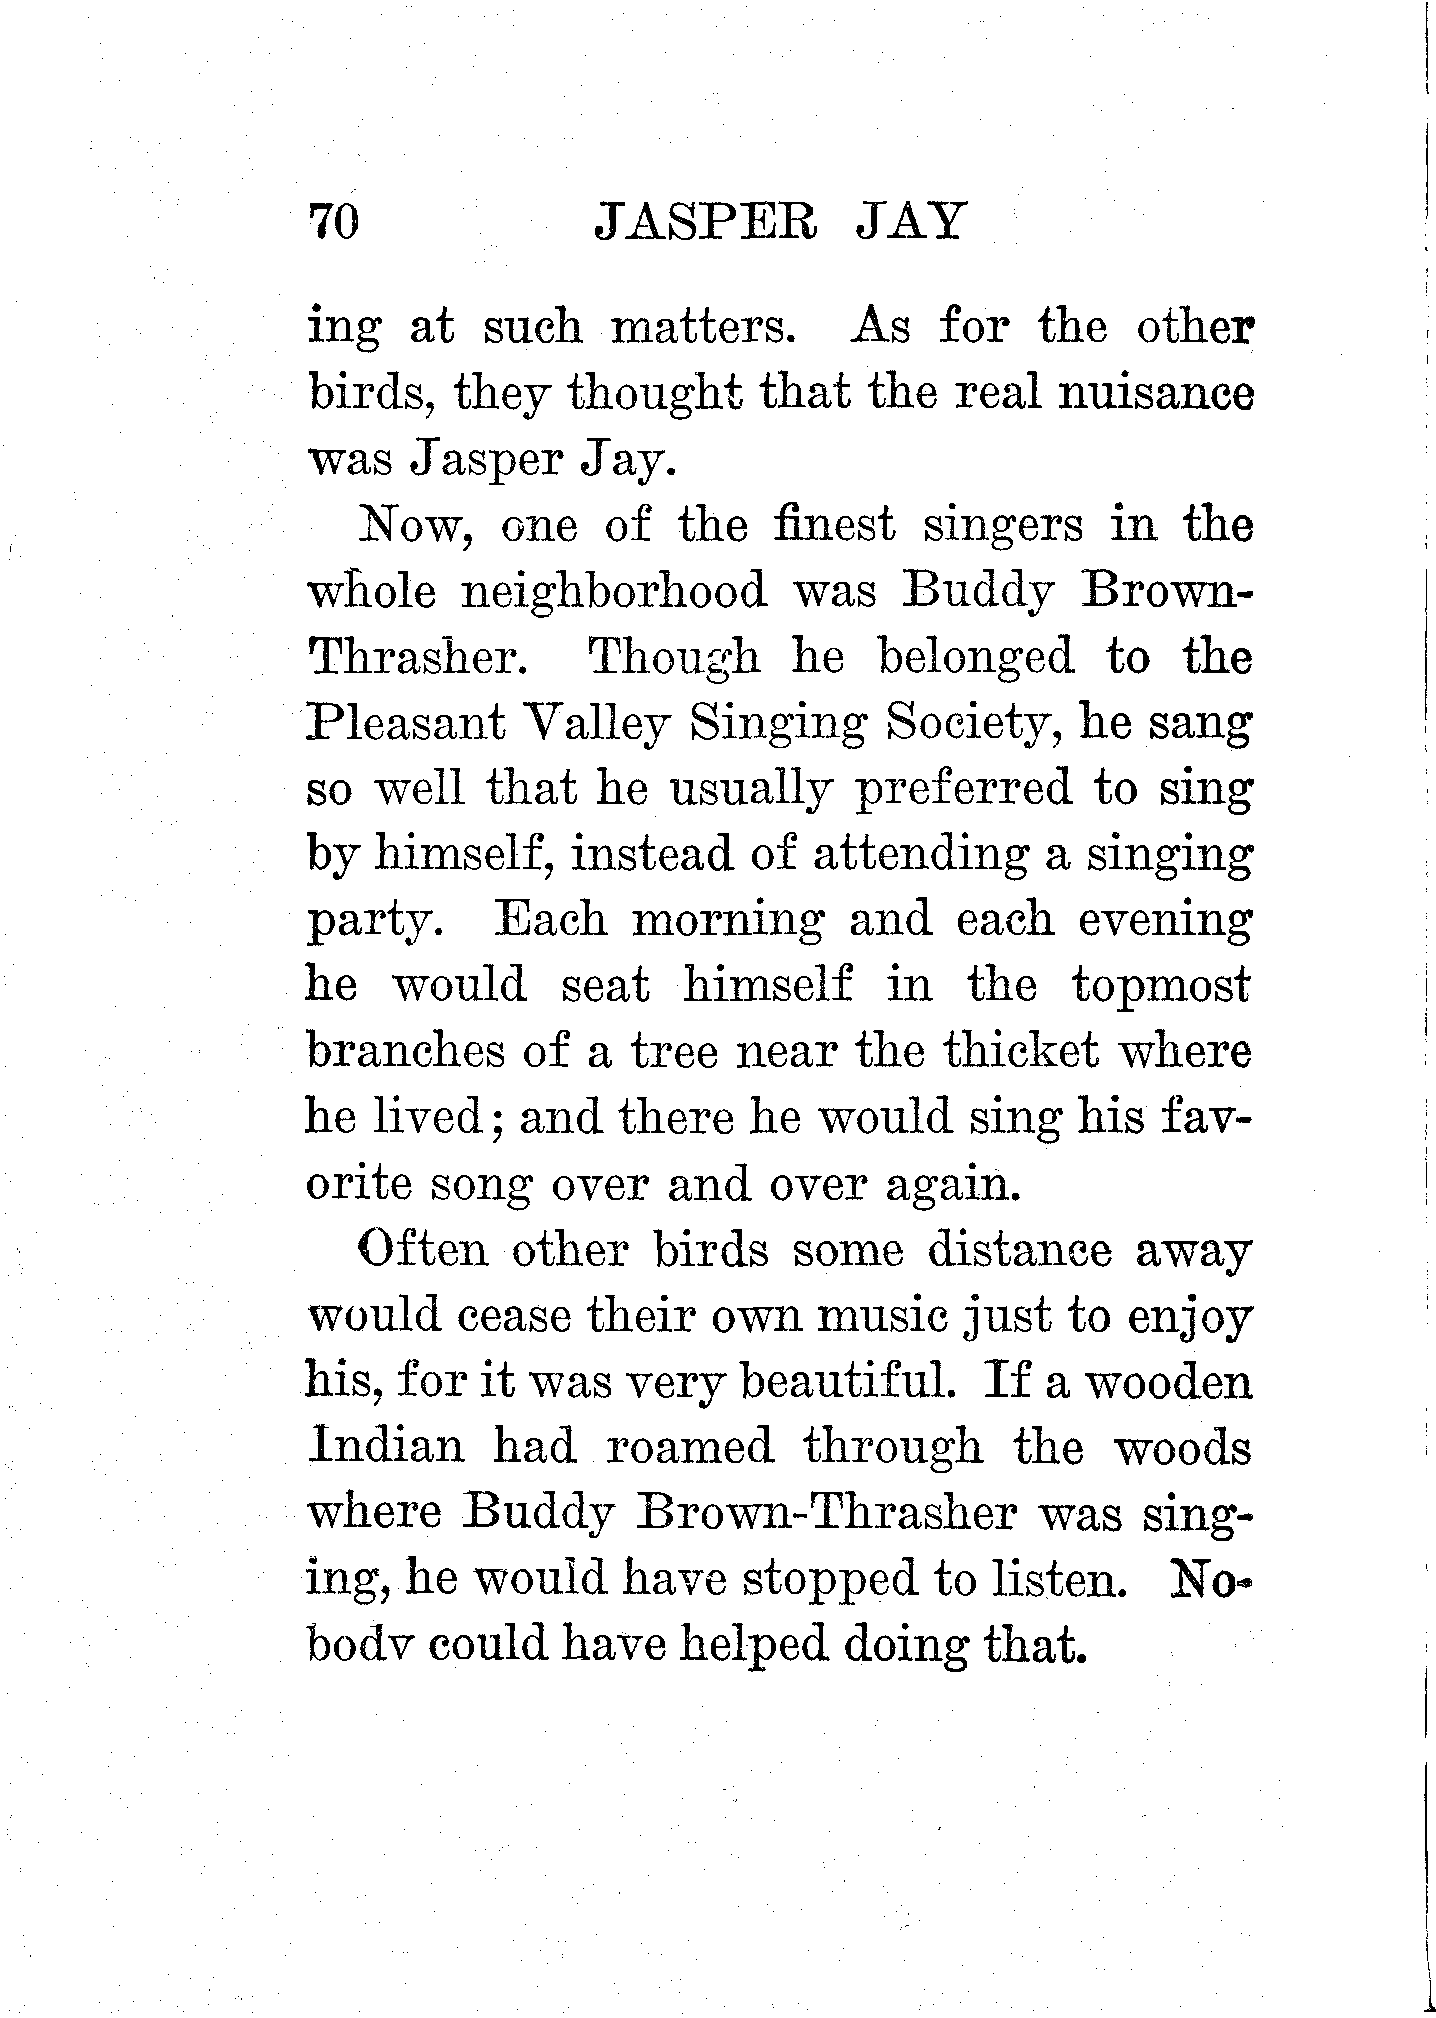 70 JASPER JAY
ing at such matters. As for the other
birds, they thought that the real nuisance
was Jasper Jay.
Now, one of the finest singers in the
whole neighborhood was Buddy Brown-
Thrasher. Though he belonged to the
Pleasant Valley Singing Society, he sang
so well that he usually preferred to sing
by himself, instead of attending a singing
party. Each morning and each evening
he would seat himself in the topmost
branches of a tree near the thicket where
he lived; and there he would sing his fav-
orite song over and over again.
Often other birds some distance away
would cease their own music just to enjoy
his, for it was very beautiful. If a wooden
Indian had roamed through the woods
where Buddy Brown-Thrasher was sing-
ing, he would have stopped to listen. No-
body could have helped doing that.